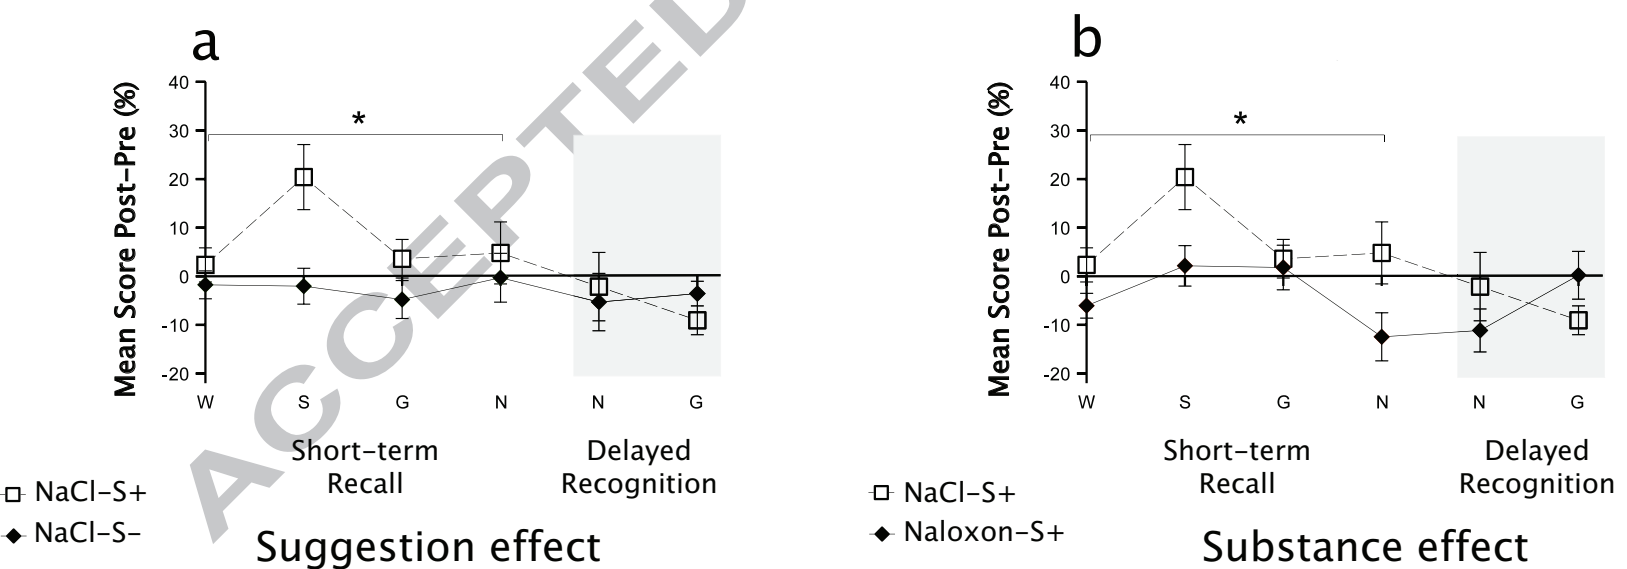 a
40
30
20
10
0
-10
-20
Mean Score Post-Pre (%)
*
W S G N N G
Short-term
Recall
Delayed
Recognition
NaCl-S+
NaCl-S-
Suggestion effect
ACCEPTED
b
40
30
20
10
0
-10
-20
Mean Score Post-Pre (%)
*
W S G N N G
Short-term
Recall
Delayed
Recognition
NaCl-S+
Naloxon-S+
Substance effect